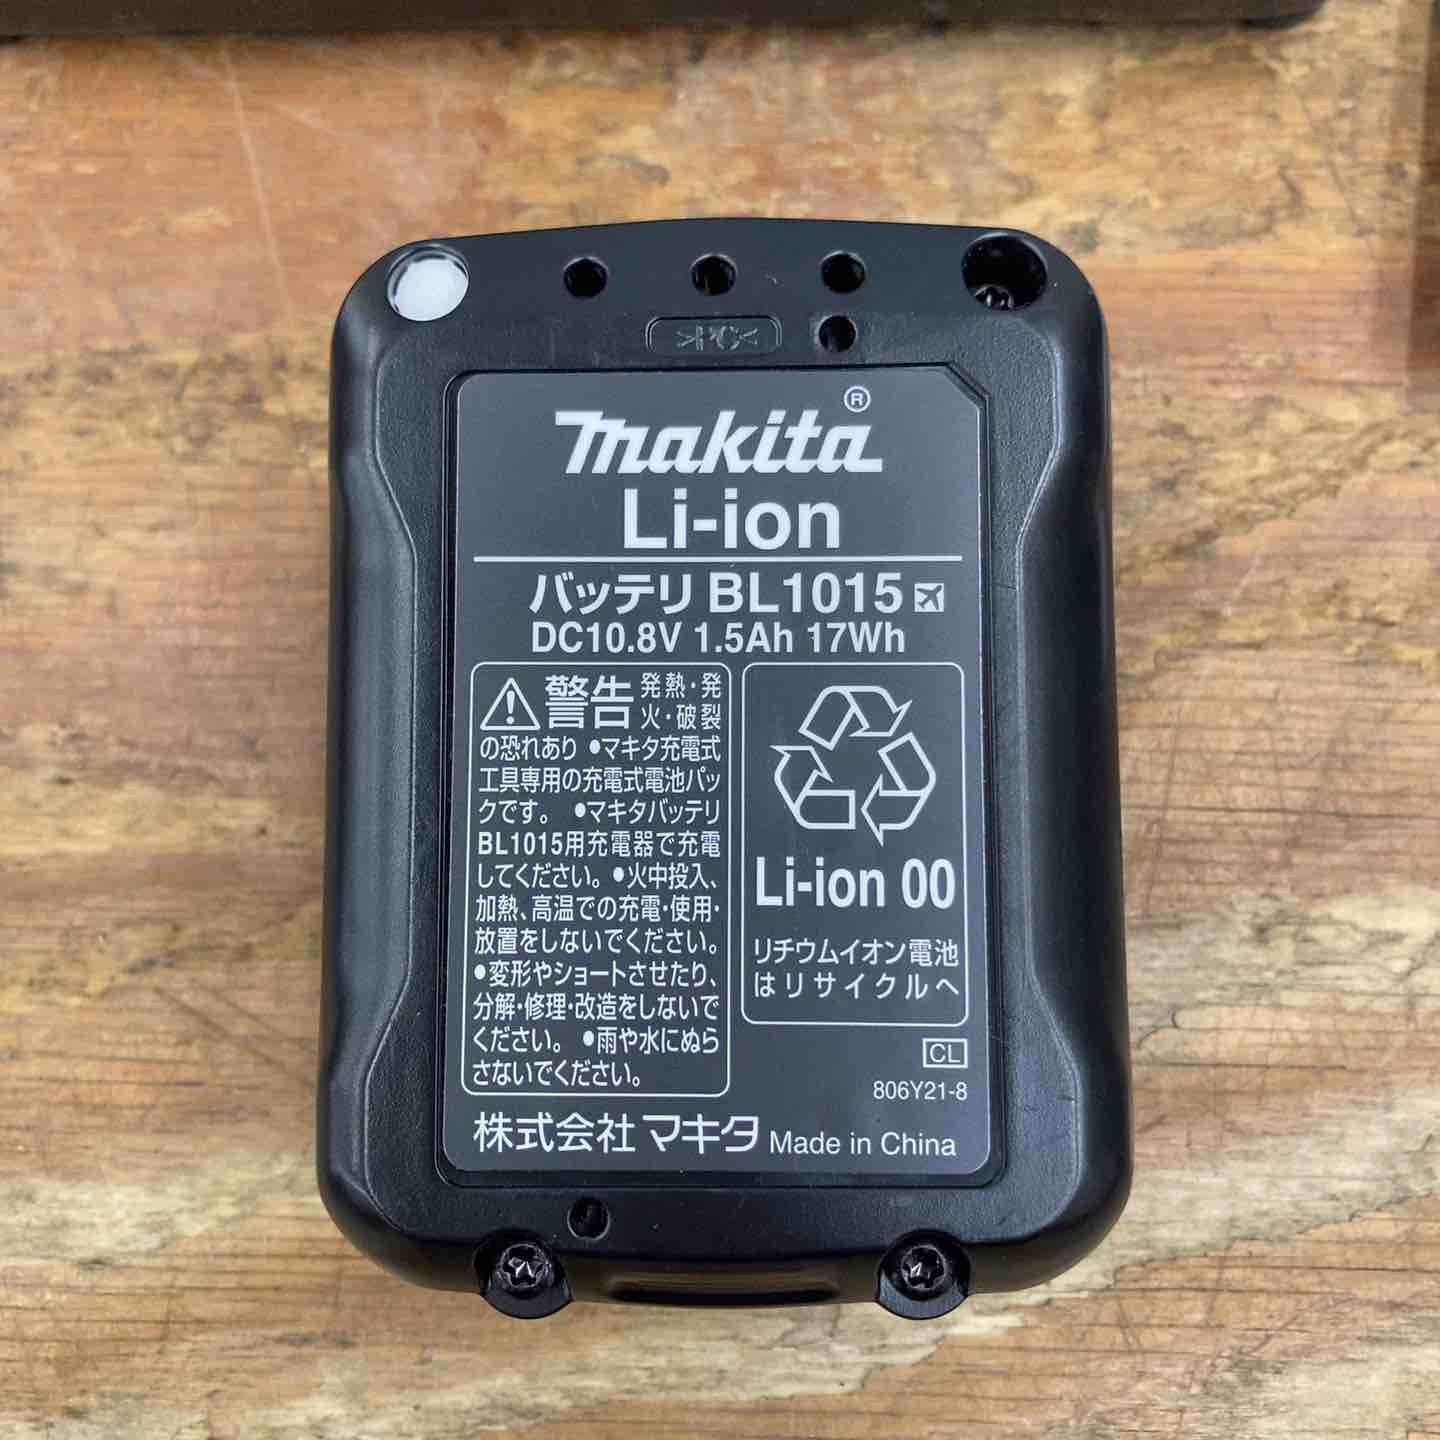 >PC<
makita®
Li-ion
バッテリ BL1015
DC10.8V 1.5Ah 17Wh
警告 発熱・発
火・破裂
の恐れあり ●マキタ充電式
工具専用の充電式電池パッ
クです。 ●マキタバッテリ
BL1015用充電器で充電
してください。●火中投入、
加熱、高温での充電・使用・
放置をしないでください。
●変形やショートさせたり、
分解・修理・改造をしないで
ください。 ●雨や水にぬら
さないでください。
Li-ion 00
リチウムイオン電池
はリサイクルへ
CL
806Y21-8
株式会社 マキタ Made in China